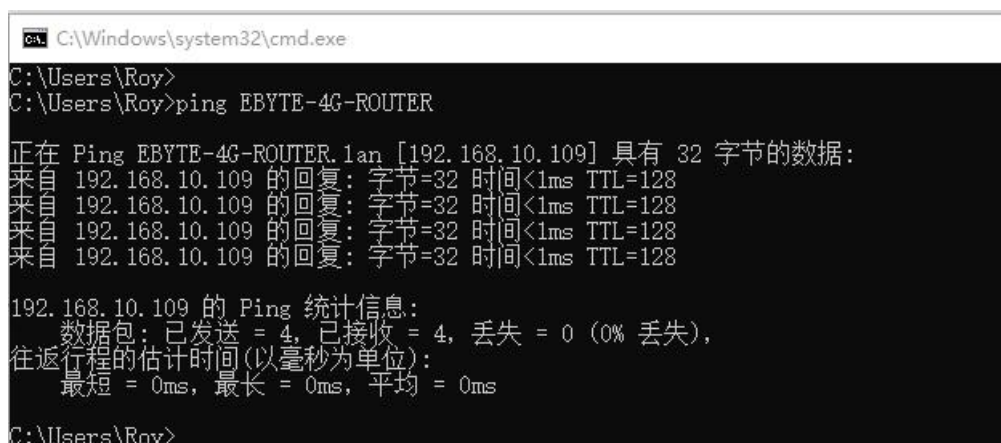 C:\Windows\system32\cmd.exe
C:\Users\Roy>
C:\Users\Roy>ping EBYTE-4G-ROUTER
正在 Ping EBYTE-4G-ROUTER.lan [192.168.10.109] 具有 32 字节的数据:
来自 192.168.10.109 的回复: 字节=32 时间<1ms TTL=128
来自 192.168.10.109 的回复: 字节=32 时间<1ms TTL=128
来自 192.168.10.109 的回复: 字节=32 时间<1ms TTL=128
来自 192.168.10.109 的回复: 字节=32 时间<1ms TTL=128
192.168.10.109 的 Ping 统计信息:
数据包: 已发送 = 4, 已接收 = 4, 丢失 = 0 (0% 丢失),
往返行程的估计时间(以毫秒为单位):
最短 = 0ms, 最长 = 0ms, 平均 = 0ms
C:\Users\Roy>